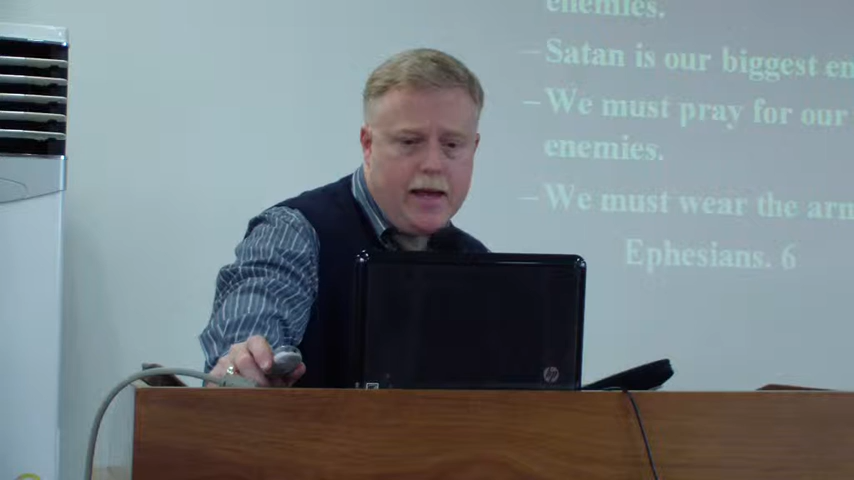 enemies.
– Satan is our biggest en
– We must pray for our
enemies.
– We must wear the arm
Ephesians. 6
hp